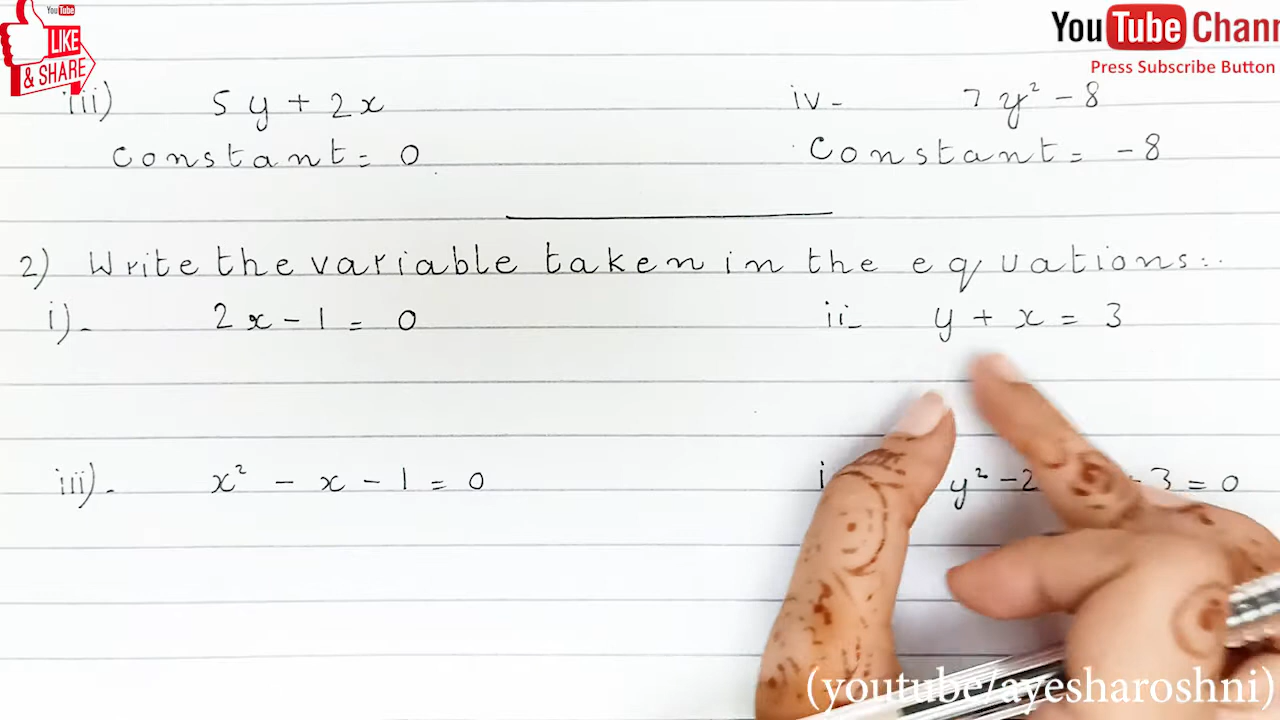 YouTube
LIKE
& SHARE
YouTube Chann
Press Subscribe Button
iii) 5y + 2x iv- 7y² - 8
Constant = 0 Constant = -8
2) Write the variable taken in the equations:.
i)- 2x - 1 = 0 ii- y + x = 3
iii)- x² - x - 1 = 0 i y² - 2 - 3 = 0
(youtube/ayesharoshni)